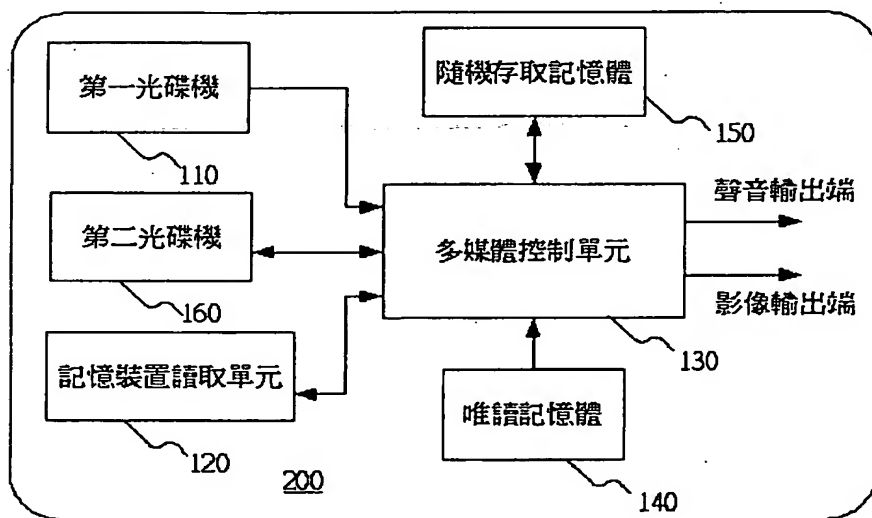 第一光碟機
110
隨機存取記憶體
150
第二光碟機
160
多媒體控制單元
130
聲音輸出端
影像輸出端
記憶裝置讀取單元
120
唯讀記憶體
140
200